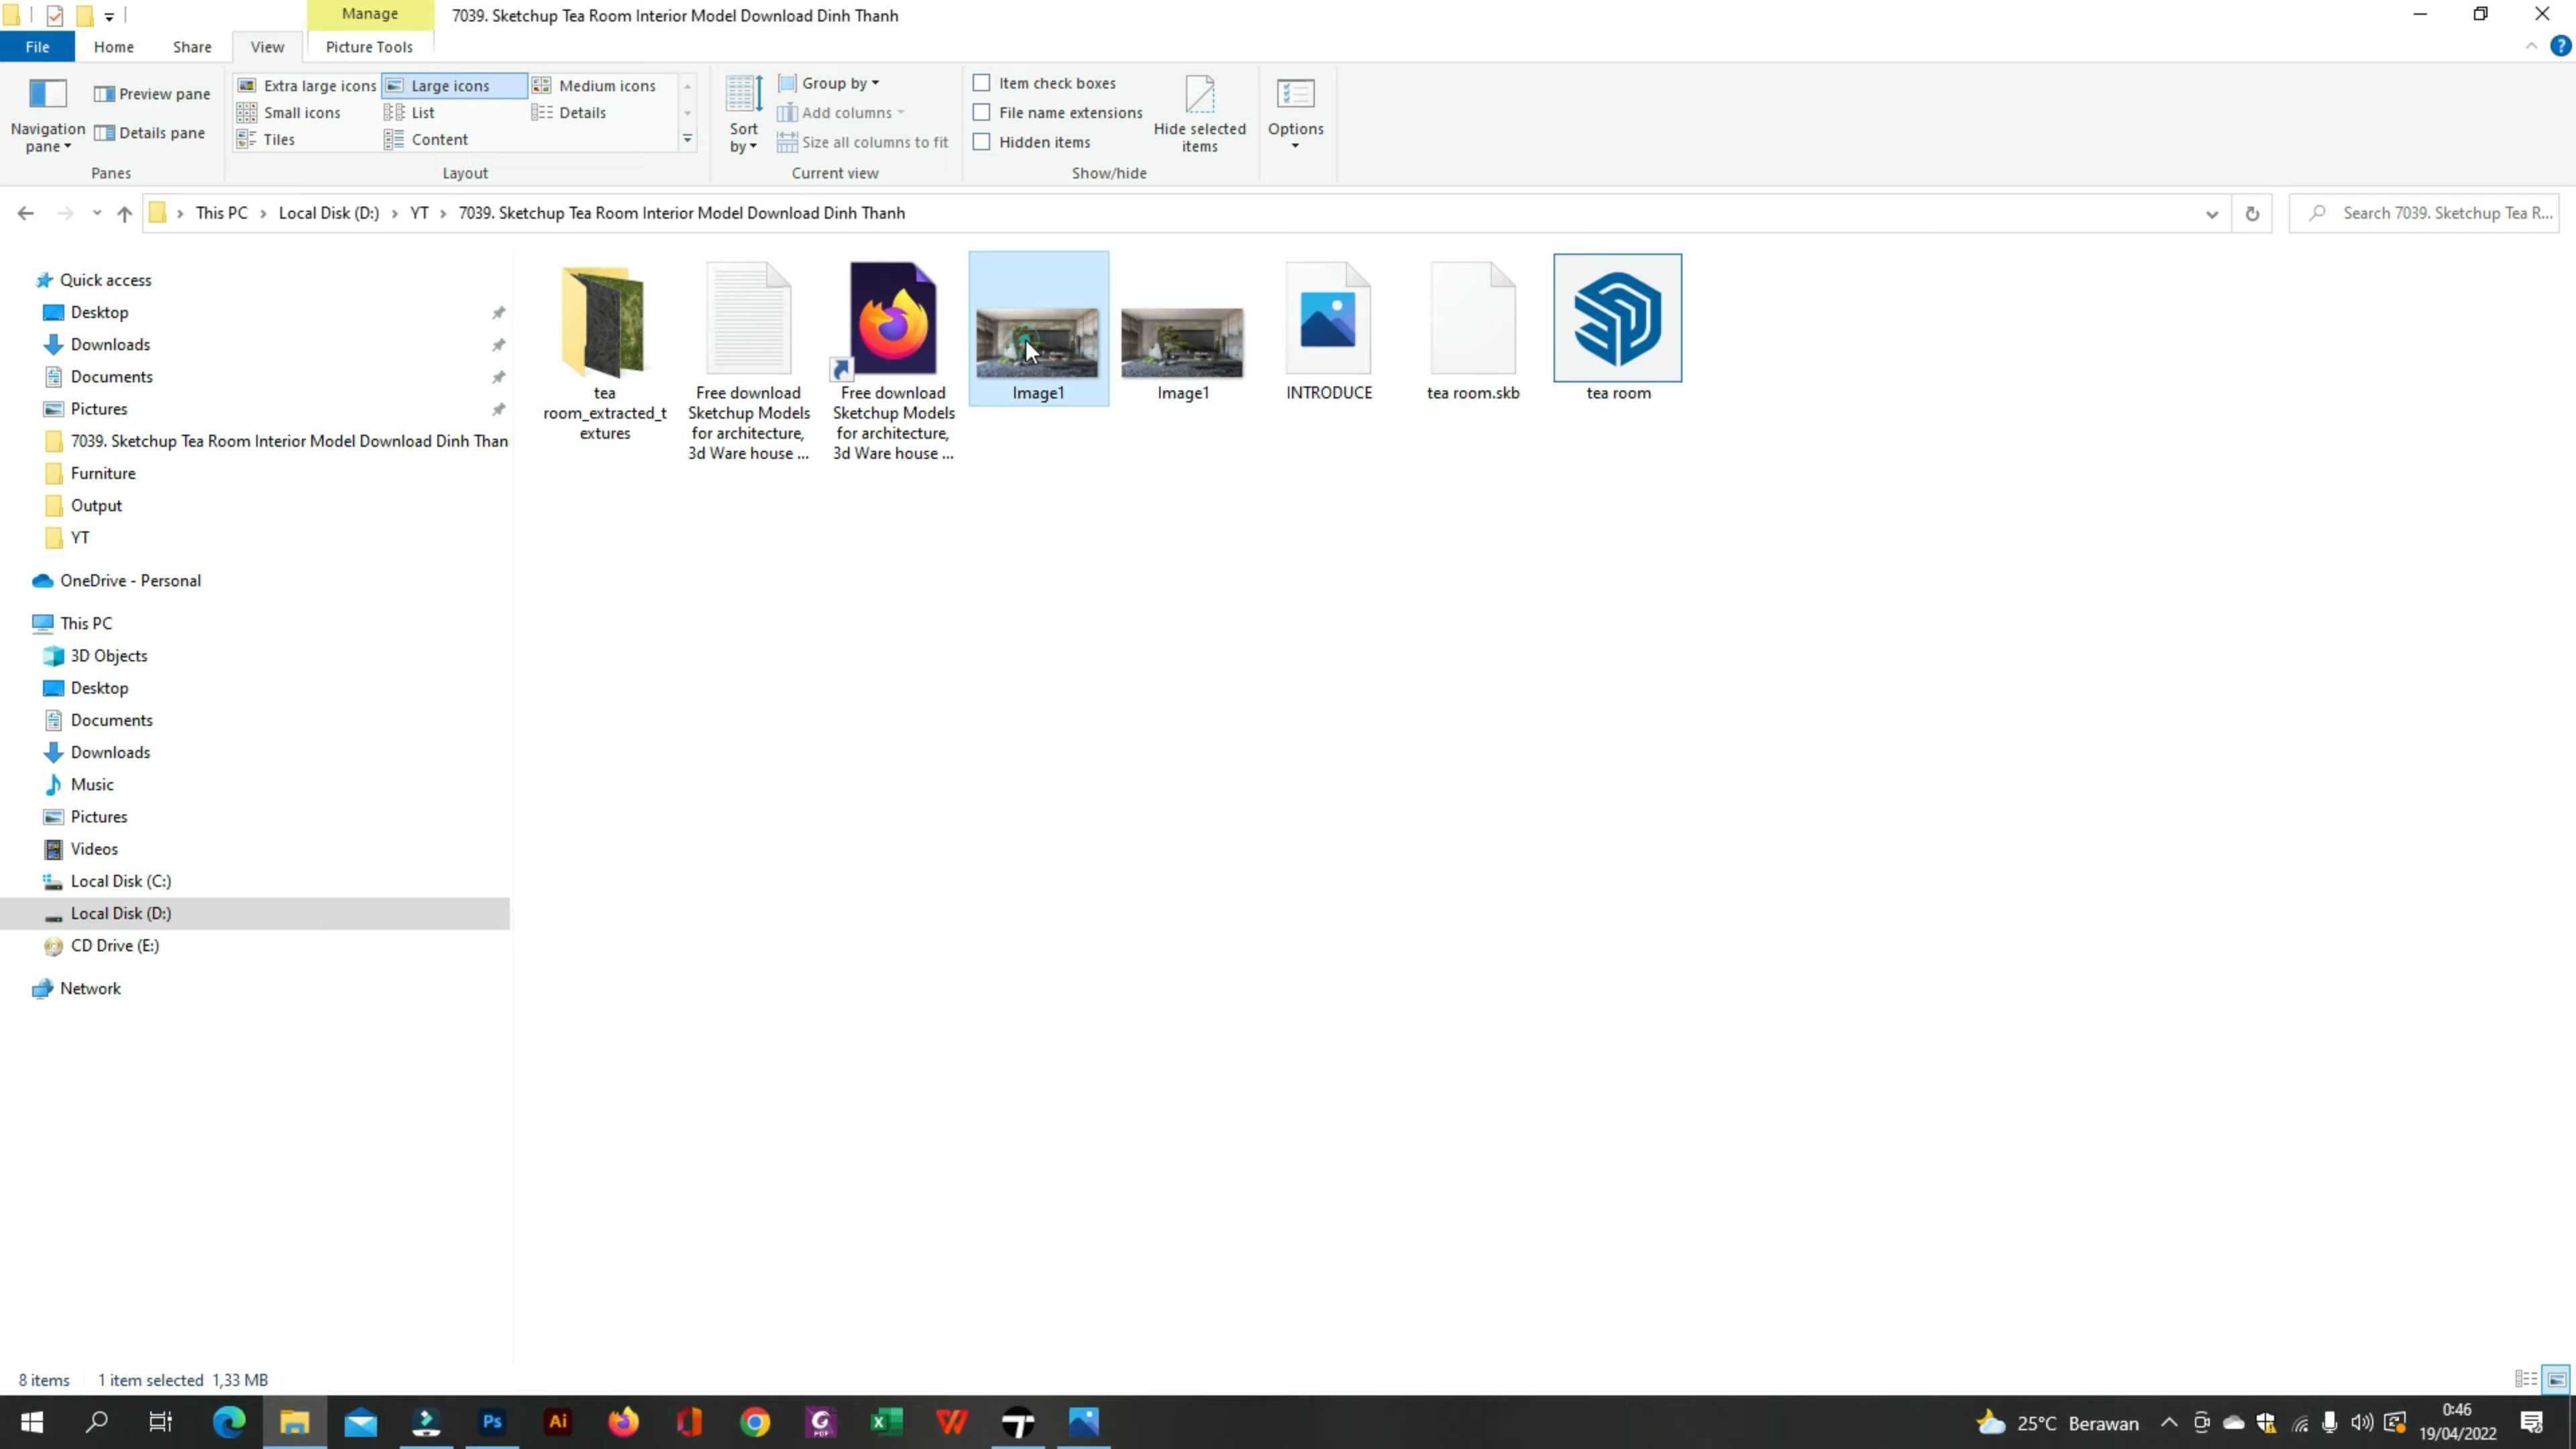 Manage
7039. Sketchup Tea Room Interior Model Download Dinh Thanh
File
Home
Share
View
Picture Tools
Navigation pane
Preview pane
Details pane
Panes
Extra large icons
Large icons
Medium icons
Small icons
List
Details
Tiles
Content
Layout
Sort by
Group by
Add columns
Size all columns to fit
Current view
Item check boxes
File name extensions
Hidden items
Hide selected items
Show/hide
Options
This PC
Local Disk (D:)
YT
7039. Sketchup Tea Room Interior Model Download Dinh Thanh
Search 7039. Sketchup Tea R...
Quick access
Desktop
Downloads
Documents
Pictures
7039. Sketchup Tea Room Interior Model Download Dinh Than
Furniture
Output
YT
OneDrive - Personal
This PC
3D Objects
Desktop
Documents
Downloads
Music
Pictures
Videos
Local Disk (C:)
Local Disk (D:)
CD Drive (E:)
Network
tea
room_extracted_t
extures
Free download
Sketchup Models
for architecture,
3d Ware house ...
Free download
Sketchup Models
for architecture,
3d Ware house ...
Image1
Image1
INTRODUCE
tea room.skb
tea room
8 items
1 item selected 1,33 MB
Ps
Ai
PDF
25°C Berawan
0:46
19/04/2022